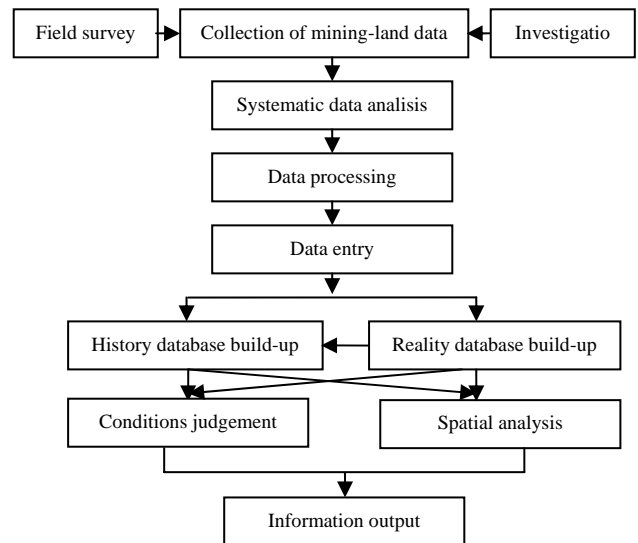 Field survey
Collection of mining-land data
Investigatio
Systematic data analisis
Data processing
Data entry
History database build-up
Reality database build-up
Conditions judgement
Spatial analysis
Information output